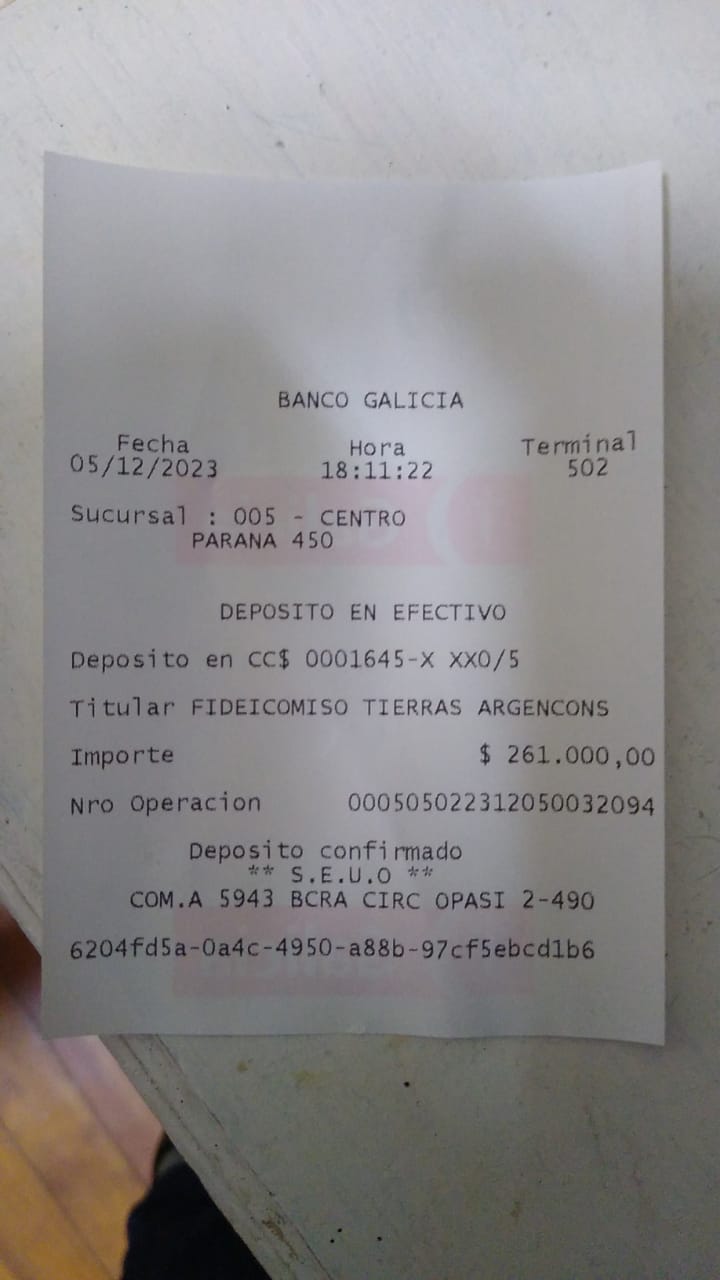 BANCO GALICIA
Fecha Hora Terminal
05/12/2023 18:11:22 502
Sucursal : 005 - CENTRO
PARANA 450
DEPOSITO EN EFECTIVO
Deposito en CC$ 0001645-X XX0/5
Titular FIDEICOMISO TIERRAS ARGENCONS
Importe $ 261.000,00
Nro Operacion 000505022312050032094
Deposito confirmado
** S.E.U.O **
COM.A 5943 BCRA CIRC OPASI 2-490
6204fd5a-0a4c-4950-a88b-97cf5ebcd1b6